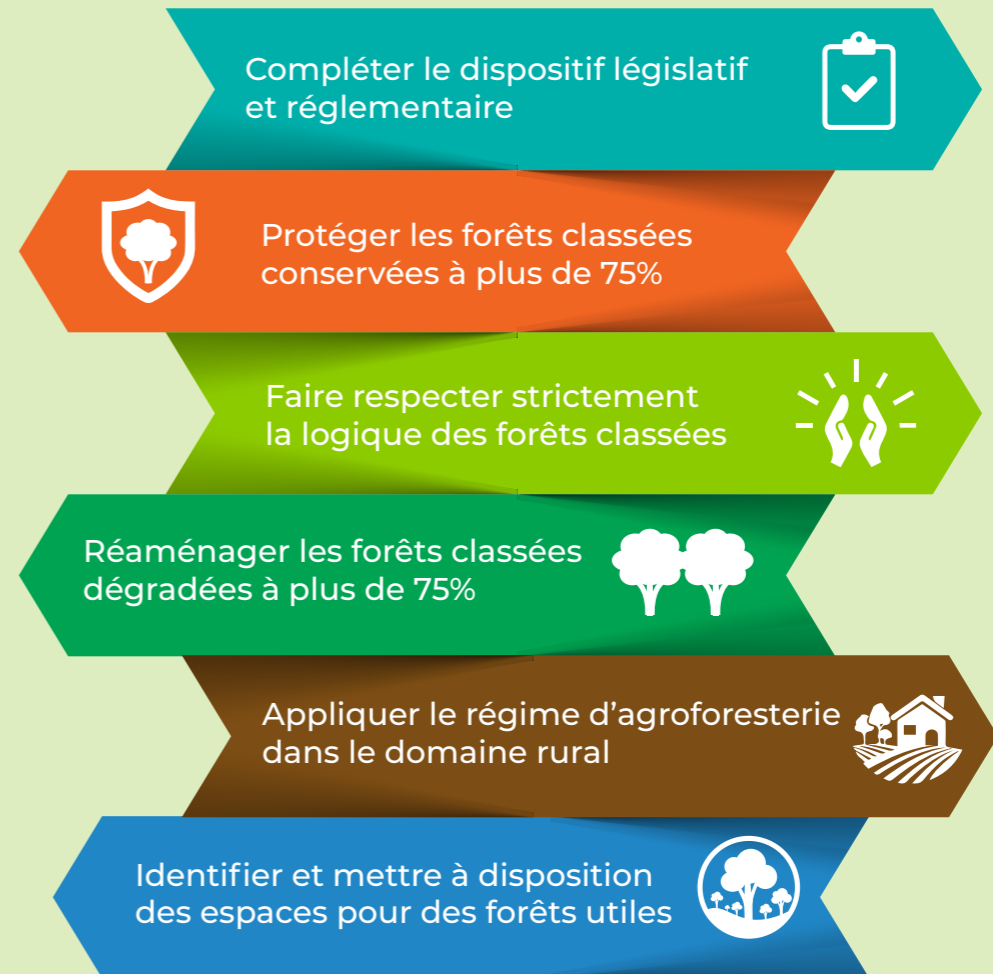 Compléter le dispositif législatif
et réglementaire
Protéger les forêts classées
conservées à plus de 75%
Faire respecter strictement
la logique des forêts classées
Réaménager les forêts classées
dégradées à plus de 75%
Appliquer le régime d’agroforesterie
dans le domaine rural
Identifier et mettre à disposition
des espaces pour des forêts utiles